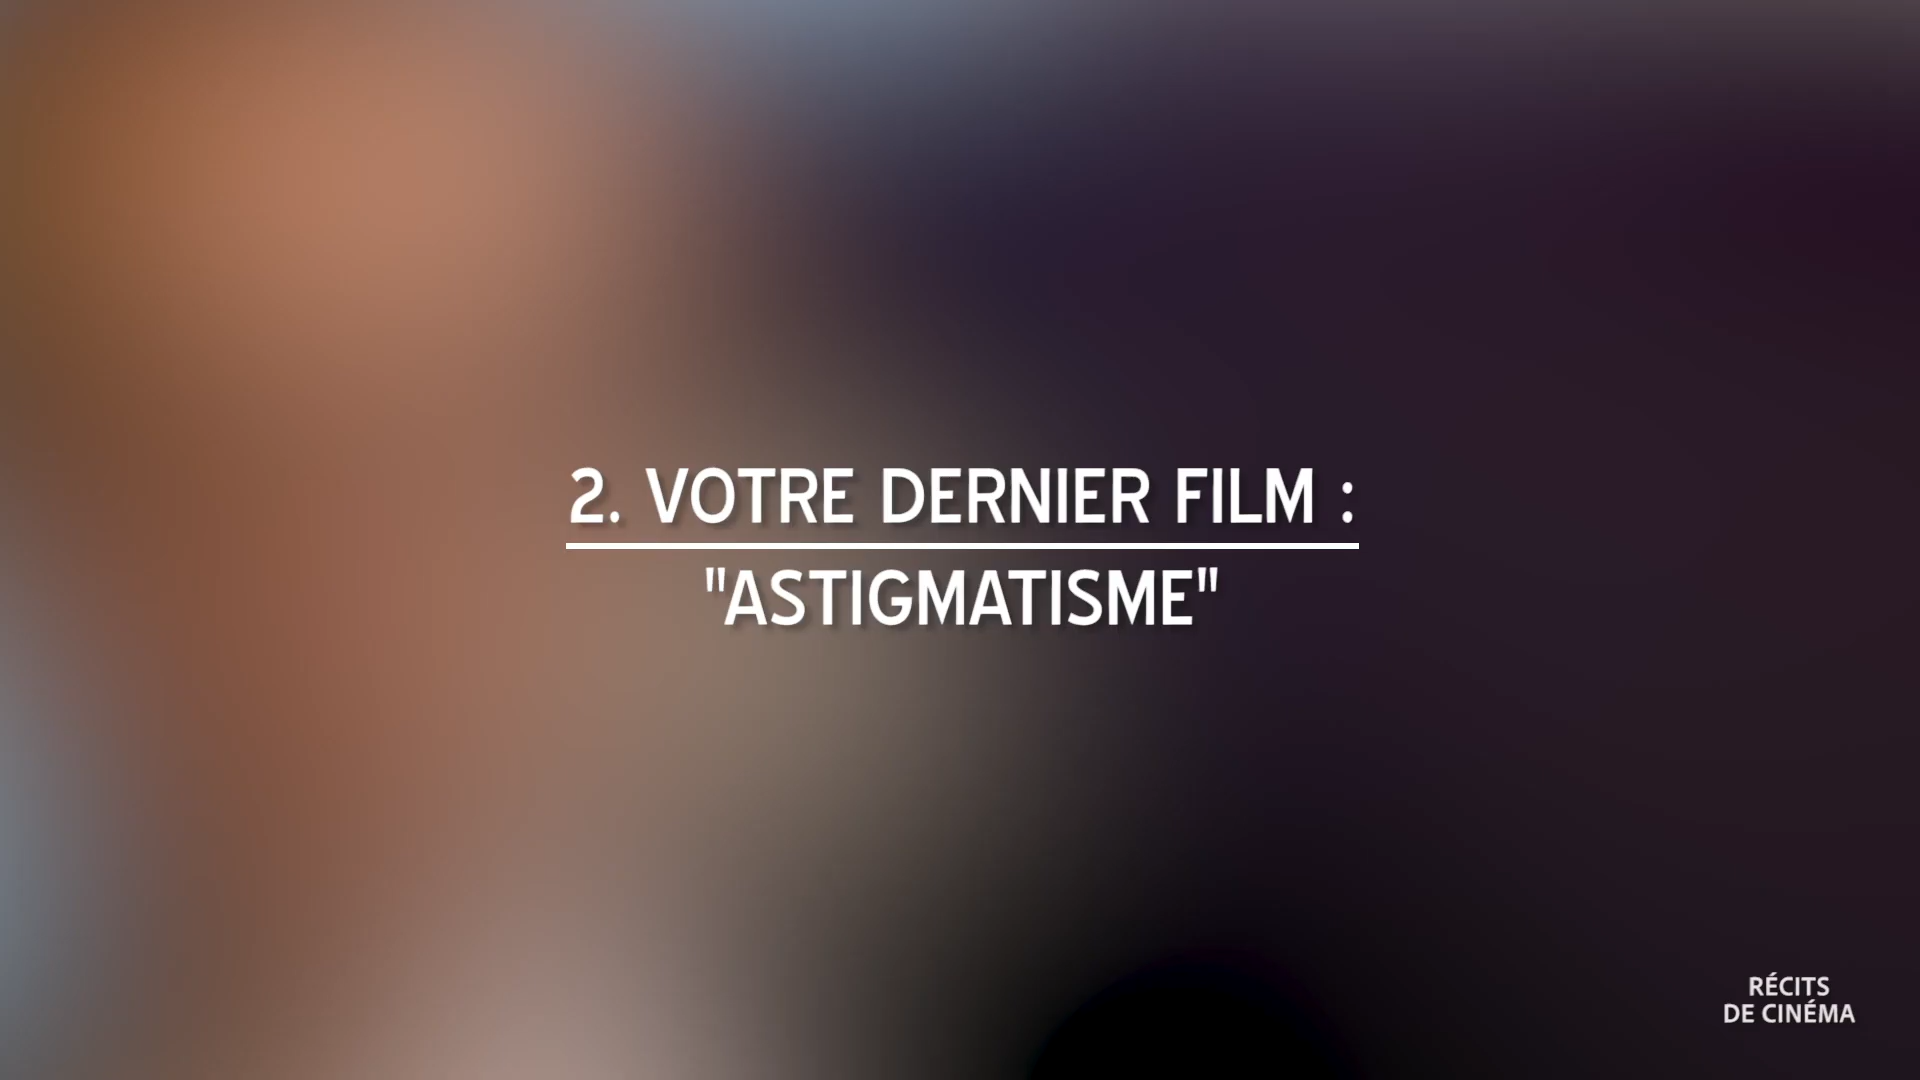 2. VOTRE DERNIER FILM :
"ASTIGMATISME"
RÉCITS
DE CINÉMA